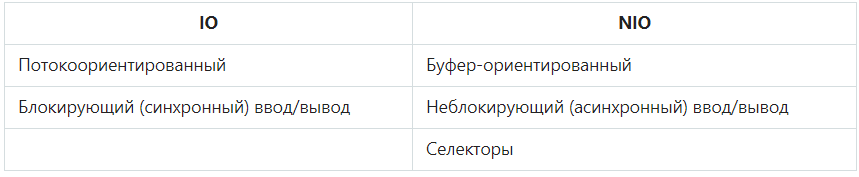 IO NIO
Потокоориентированный Буфер-ориентированный
Блокирующий (синхронный) ввод/вывод Неблокирующий (асинхронный) ввод/вывод
Селекторы